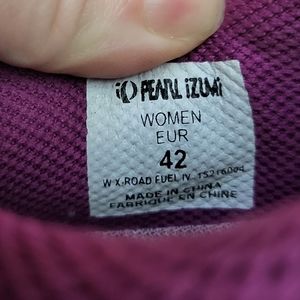 PEARL iZUMi
WOMEN
EUR
42
W X-ROAD FUEL IV 15216004
MADE IN CHINA
FABRIQUE EN CHINE